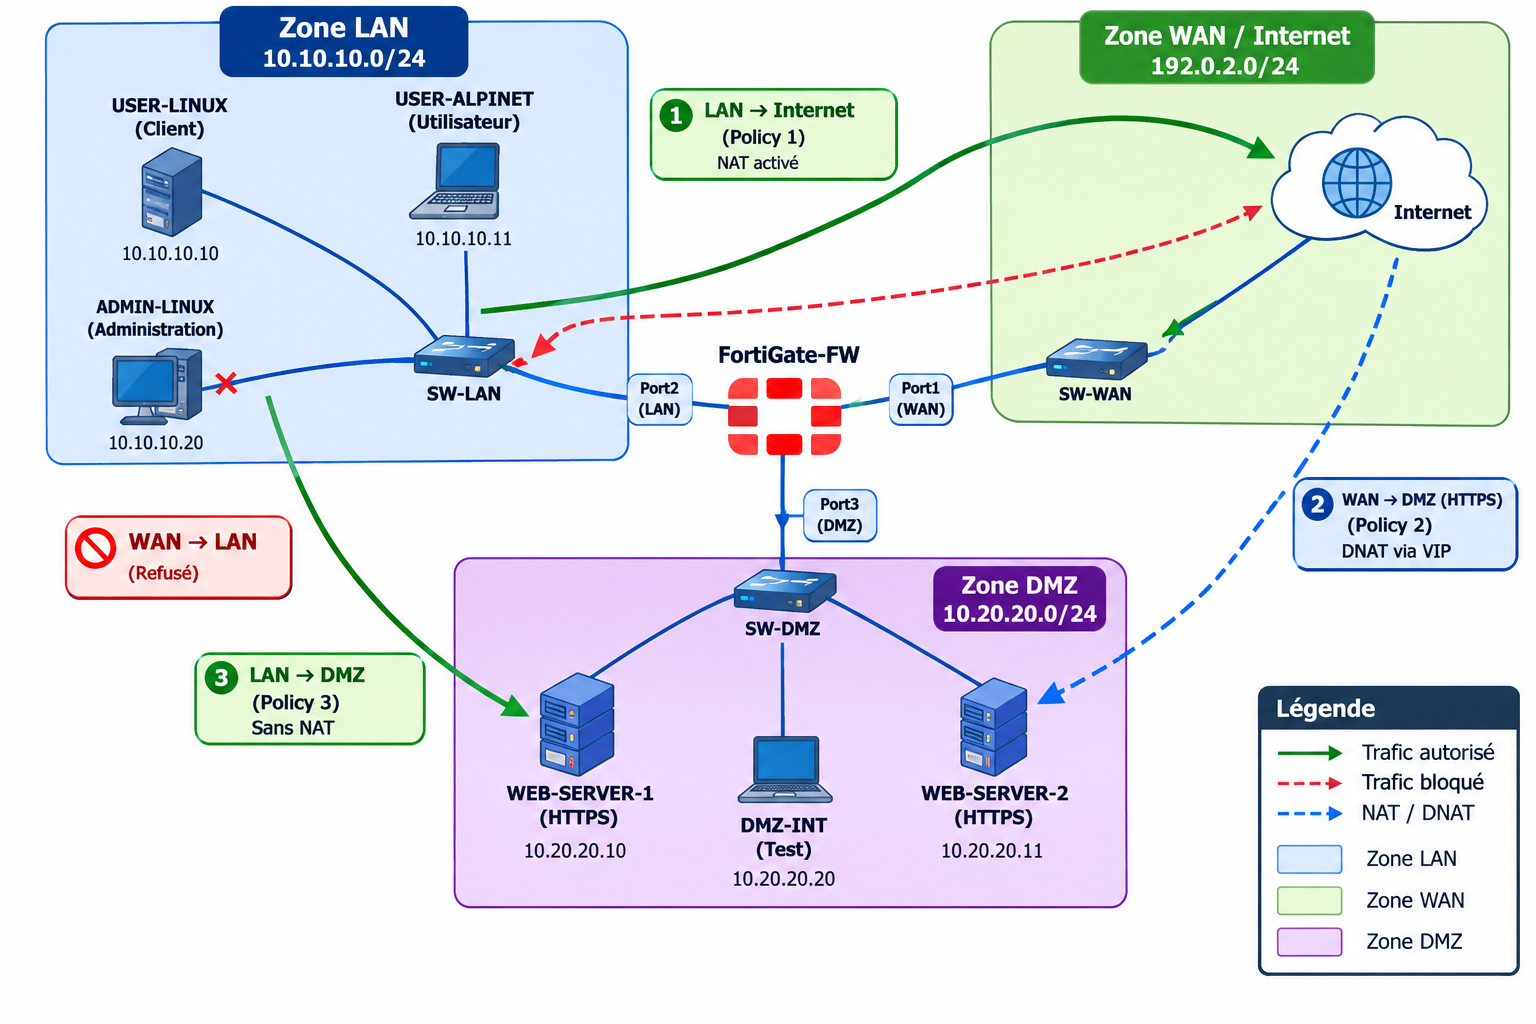 Zone LAN
10.10.10.0/24
USER-LINUX
(Client)
10.10.10.10
USER-ALPINET
(Utilisateur)
10.10.10.11
ADMIN-LINUX
(Administration)
10.10.10.20
SW-LAN
1
LAN → Internet
(Policy 1)
NAT activé
Zone WAN / Internet
192.0.2.0/24
Internet
SW-WAN
FortiGate-FW
Port2
(LAN)
Port1
(WAN)
Port3
(DMZ)
2
WAN → DMZ (HTTPS)
(Policy 2)
DNAT via VIP
WAN → LAN
(Refusé)
3
LAN → DMZ
(Policy 3)
Sans NAT
Zone DMZ
10.20.20.0/24
SW-DMZ
WEB-SERVER-1
(HTTPS)
10.20.20.10
DMZ-INT
(Test)
10.20.20.20
WEB-SERVER-2
(HTTPS)
10.20.20.11
Légende
Trafic autorisé
Trafic bloqué
NAT / DNAT
Zone LAN
Zone WAN
Zone DMZ